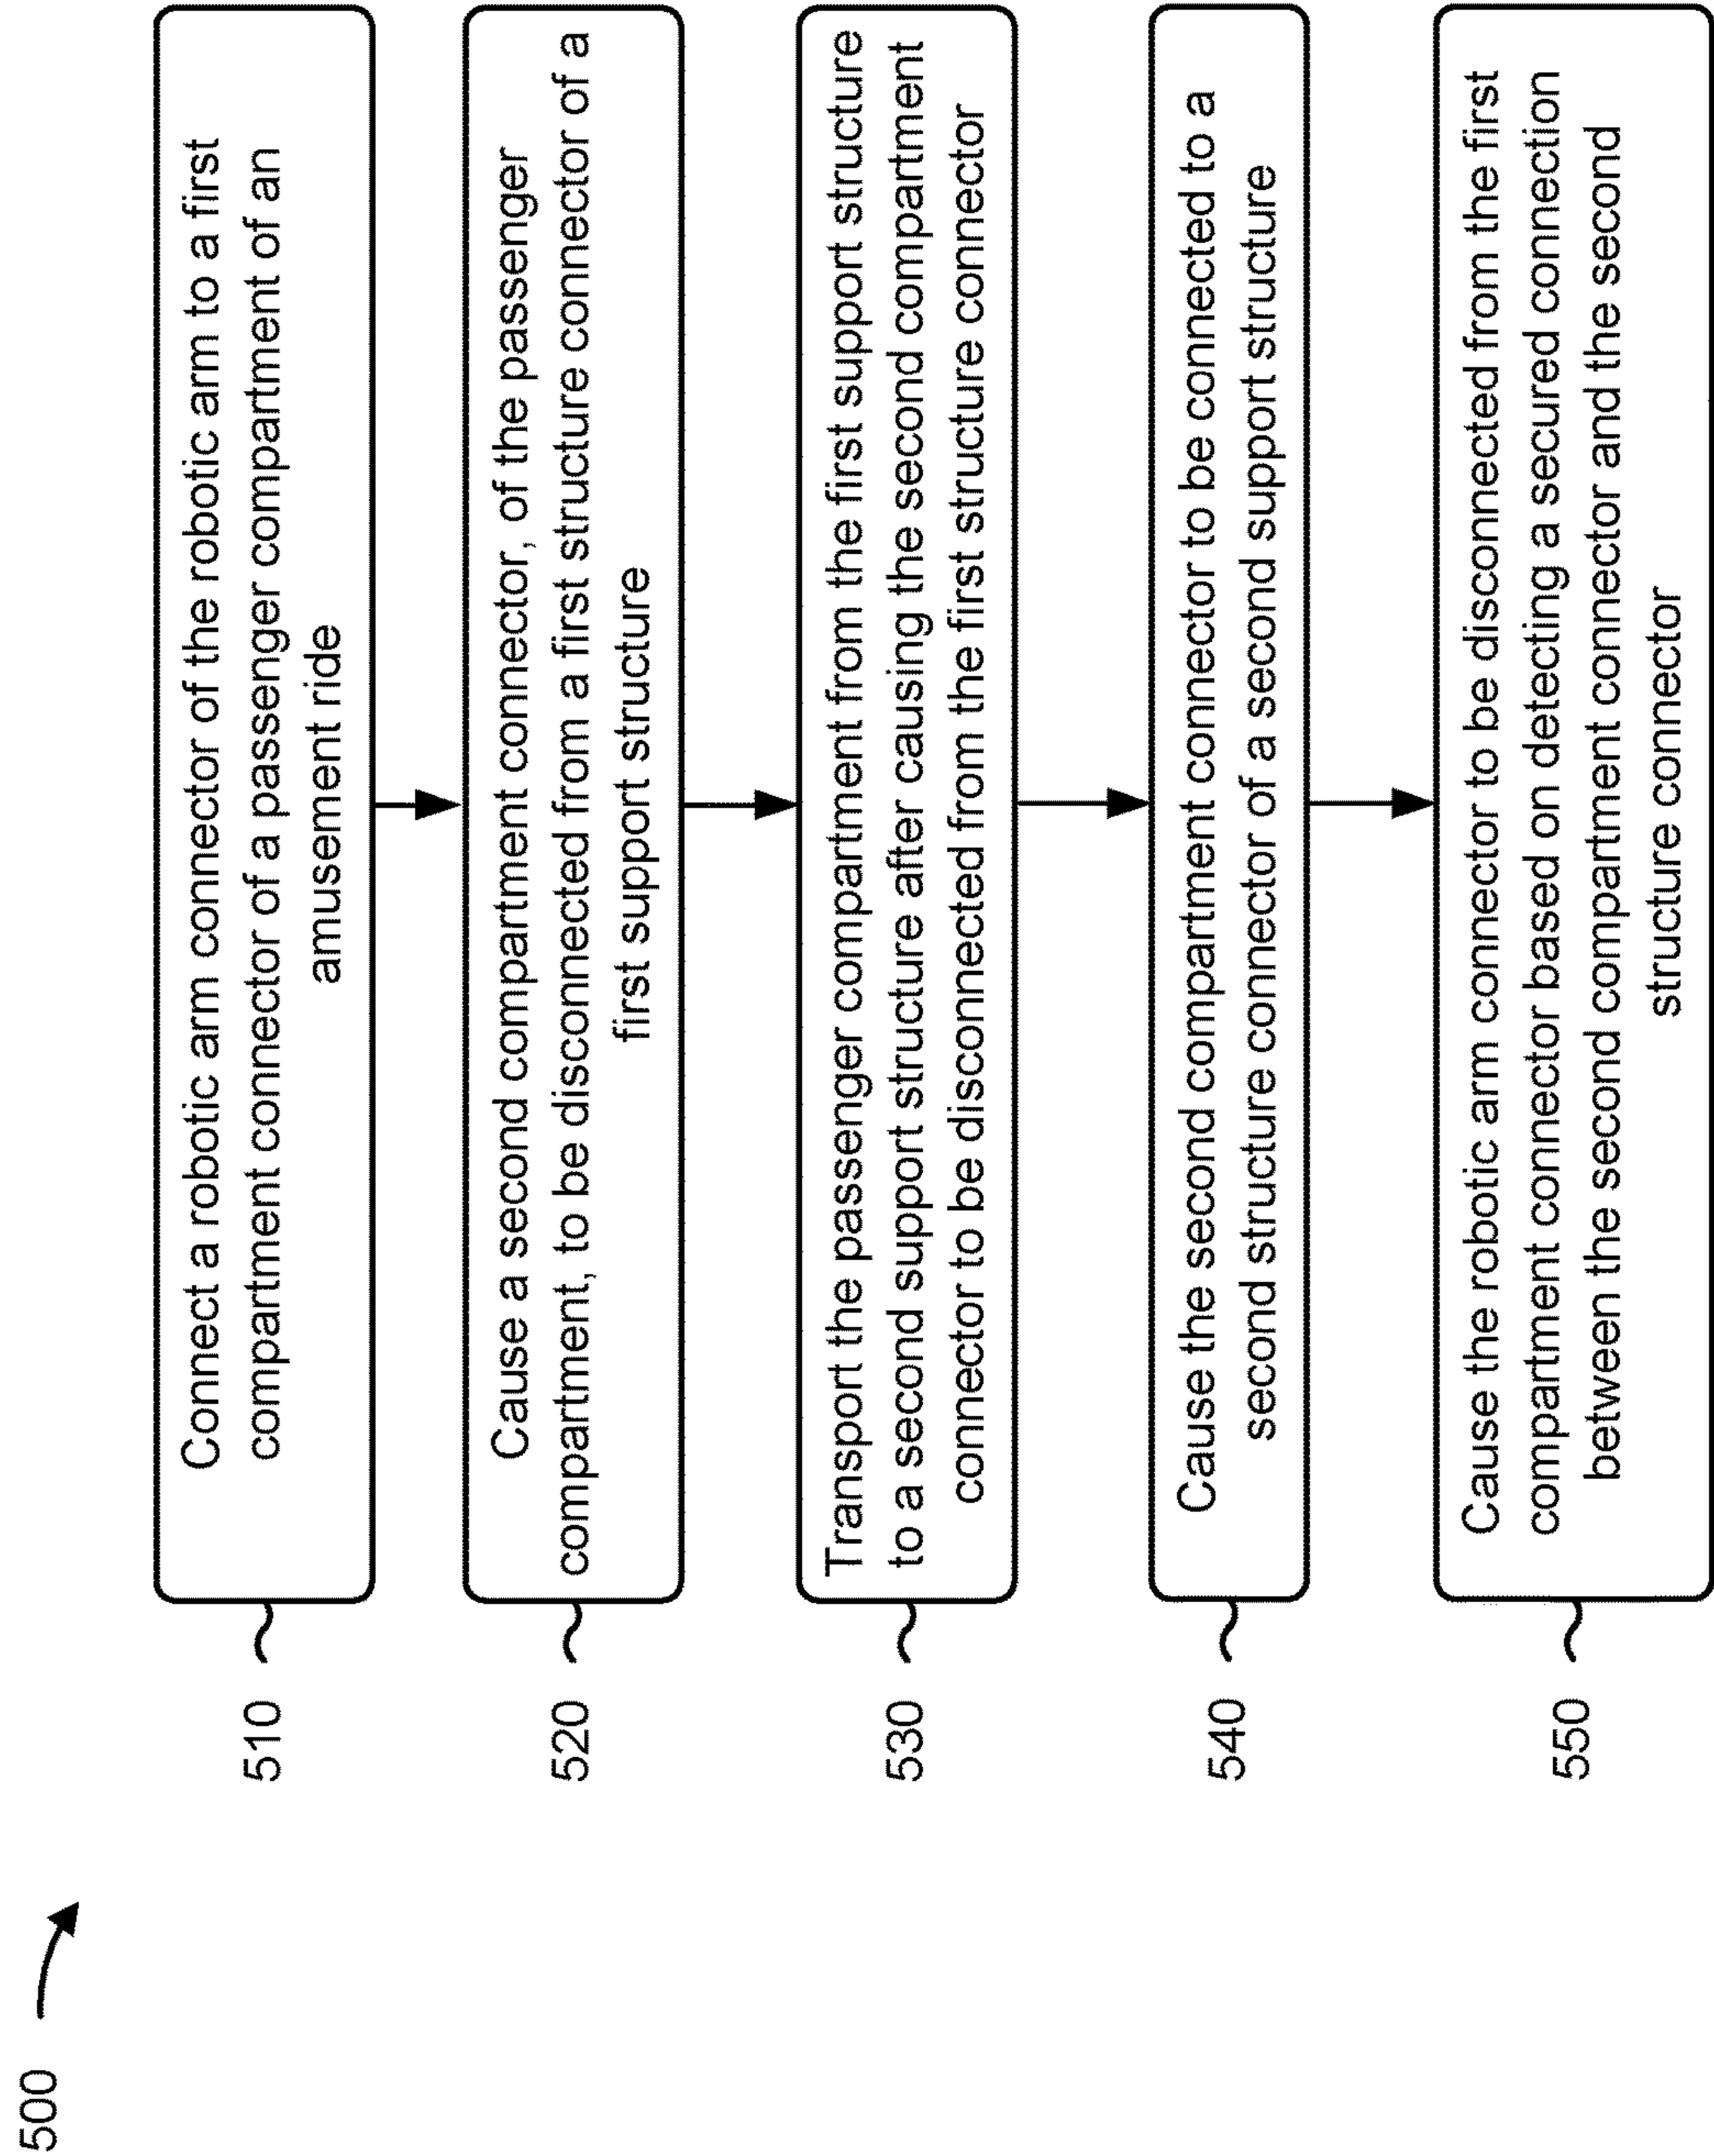 500
510
Connect a robotic arm connector of the robotic arm to a first
compartment connector of a passenger compartment of an
amusement ride
520
Cause a second compartment connector, of the passenger
compartment, to be disconnected from a first structure connector of a
first support structure
530
Transport the passenger compartment from the first support structure
to a second support structure after causing the second compartment
connector to be disconnected from the first structure connector
540
Cause the second compartment connector to be connected to a
second structure connector of a second support structure
550
Cause the robotic arm connector to be disconnected from the first
compartment connector based on detecting a secured connection
between the second compartment connector and the second
structure connector